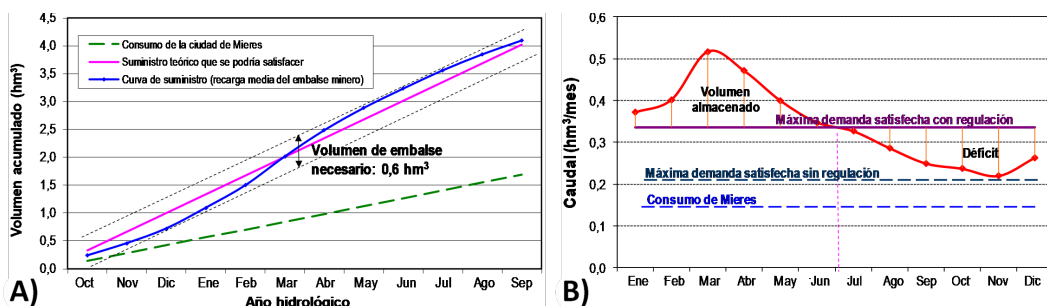 4,5
4,0
3,5
3,0
2,5
2,0
1,5
1,0
0,5
0,0
Volumen acumulado (hm³)
Consumo de la ciudad de Mieres
Suministro teórico que se podría satisfacer
Curva de suministro (recarga media del embalse minero)
Volumen de embalse
necesario: 0,6 hm³
Oct Nov Dic Ene Feb Mar Abr May Jun Jul Ago Sep
Año hidrológico
A)
0,6
0,5
0,4
0,3
0,2
0,1
0,0
Caudal (hm³/mes)
Volumen
almacenado
Máxima demanda satisfecha con regulación
Déficit
Máxima demanda satisfecha sin regulación
Consumo de Mieres
Ene Feb Mar Abr May Jun Jul Ago Sep Oct Nov Dic
B)